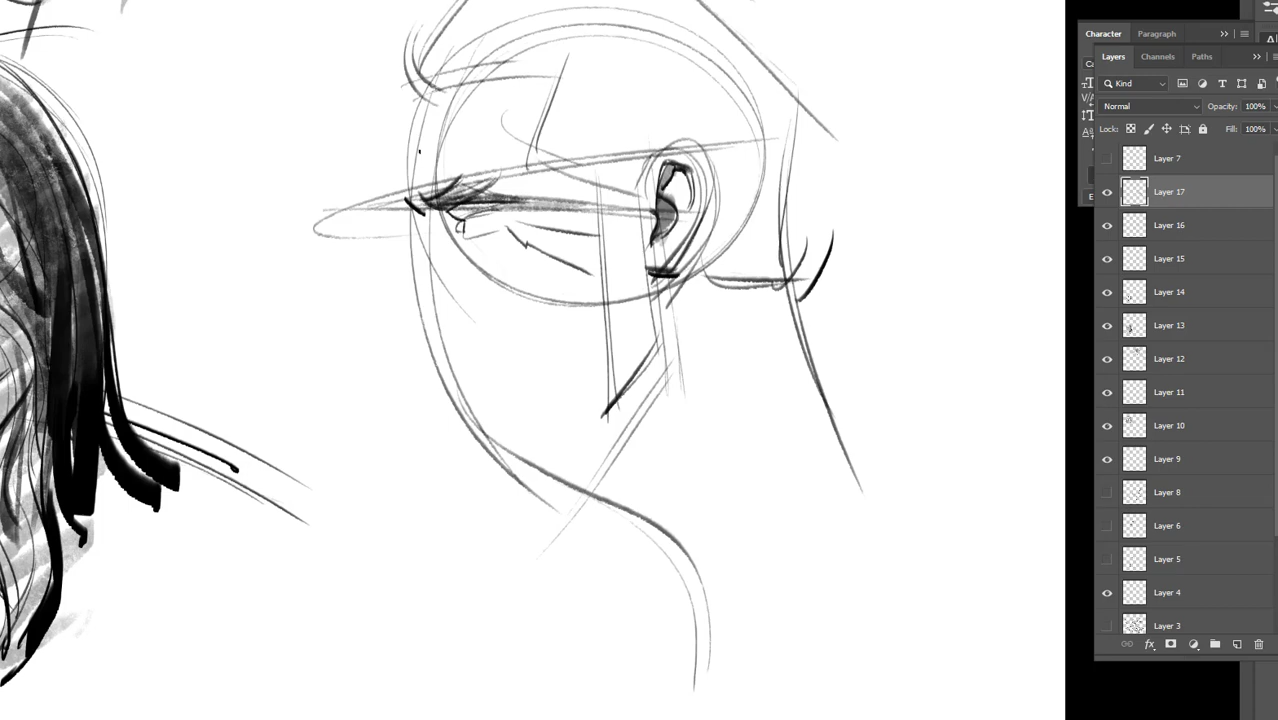 Character Paragraph
Layers Channels Paths
Kind
Normal Opacity: 100%
Lock: Fill: 100%
Layer 7
Layer 17
Layer 16
Layer 15
Layer 14
Layer 13
Layer 12
Layer 11
Layer 10
Layer 9
Layer 8
Layer 6
Layer 5
Layer 4
Layer 3
fx